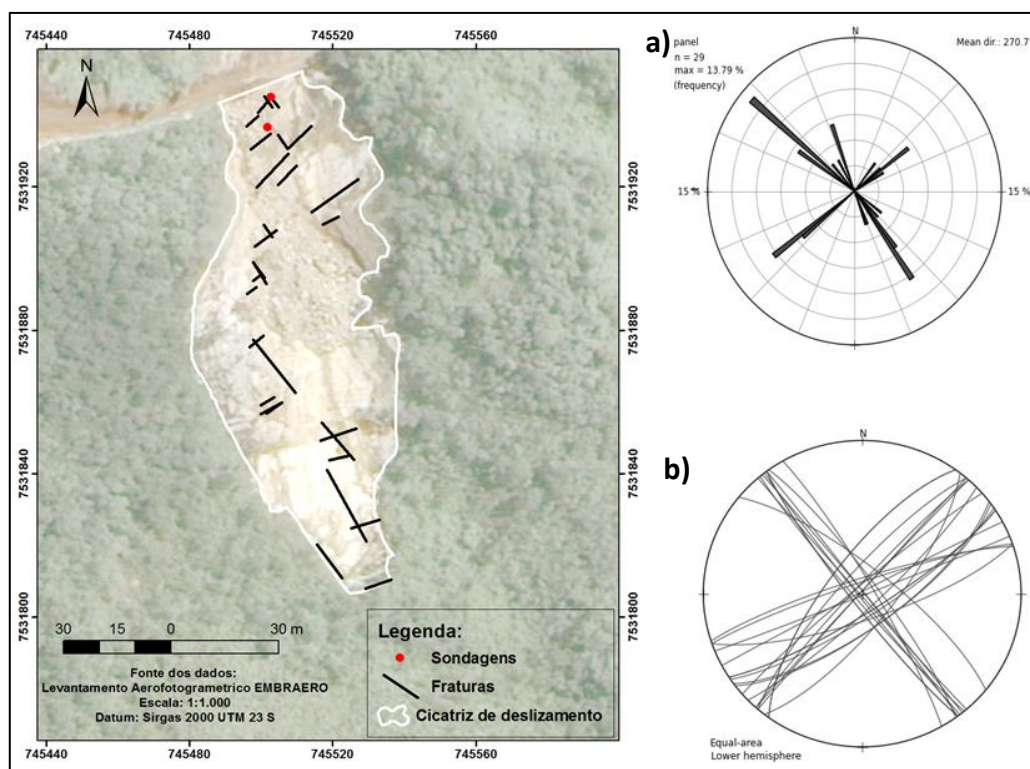 745440
745480
745520
745560
N
7531920
7531880
7531840
7531800
7531920
7531880
7531840
7531800
30
15
0
30 m
Fonte dos dados:
Levantamento Aerofotogrametrico EMBRAERO
Escala: 1:1.000
Datum: Sirgas 2000 UTM 23 S
Legenda:
Sondagens
Fraturas
Cicatriz de deslizamento
745440
745480
745520
745560
a)
panel
n = 29
max = 13.79 %
(frequency)
N
Mean dir.: 270.7
15 %
15 %
b)
N
Equal-area
Lower hemisphere